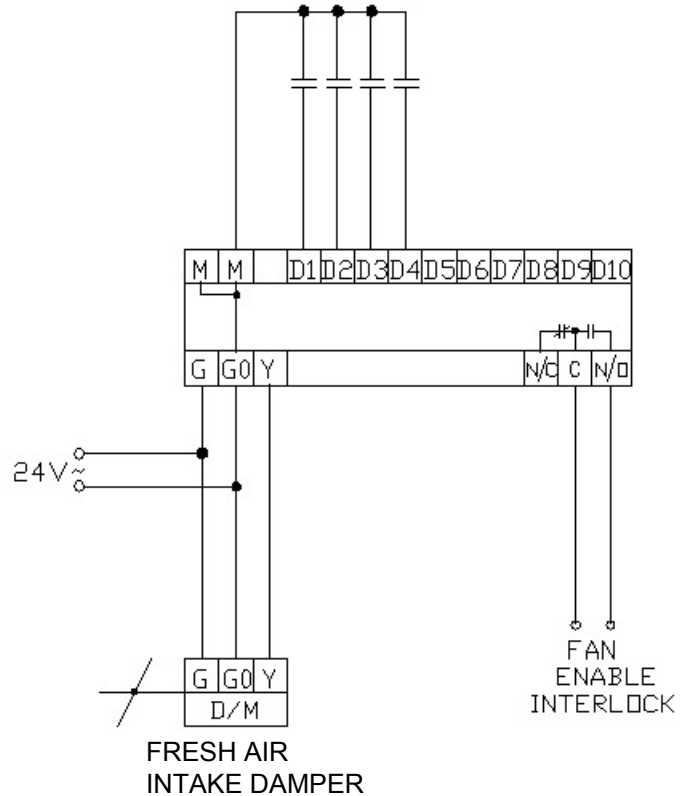 M M D1 D2 D3 D4 D5 D6 D7 D8 D9 D10
G G0 Y N/C C N/O
24V~
FAN
ENABLE
INTERLOCK
G G0 Y
D/M
FRESH AIR
INTAKE DAMPER